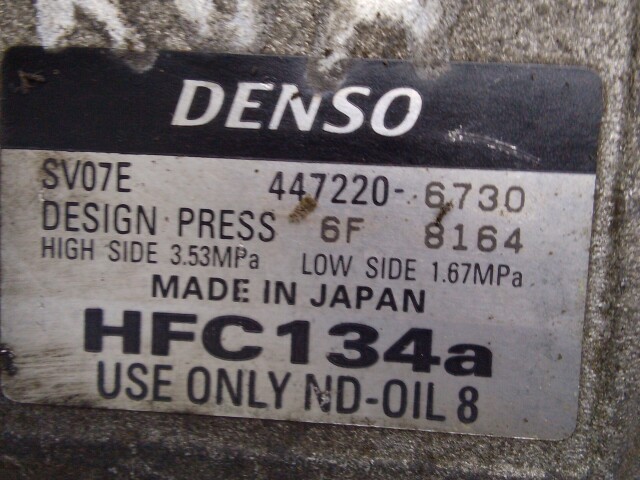 DENSO
SV07E 447220-6730
DESIGN PRESS 6F 8164
HIGH SIDE 3.53MPa LOW SIDE 1.67MPa
MADE IN JAPAN
HFC134a
USE ONLY ND-OIL 8